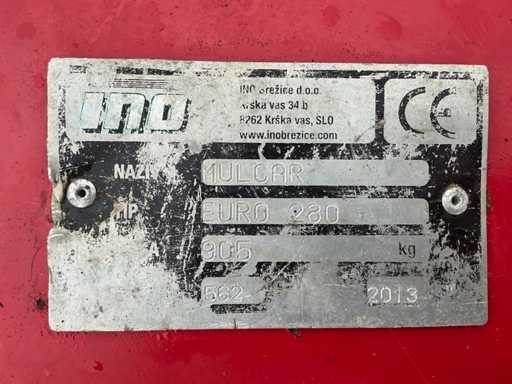 ino
INO Brežice d.o.o.
Krška vas 34 b
8262 Krška vas, SLO
www.inobrezice.com
CE
NAZIV
MULCAR
TIP
EURO 280
905 kg
562 2013